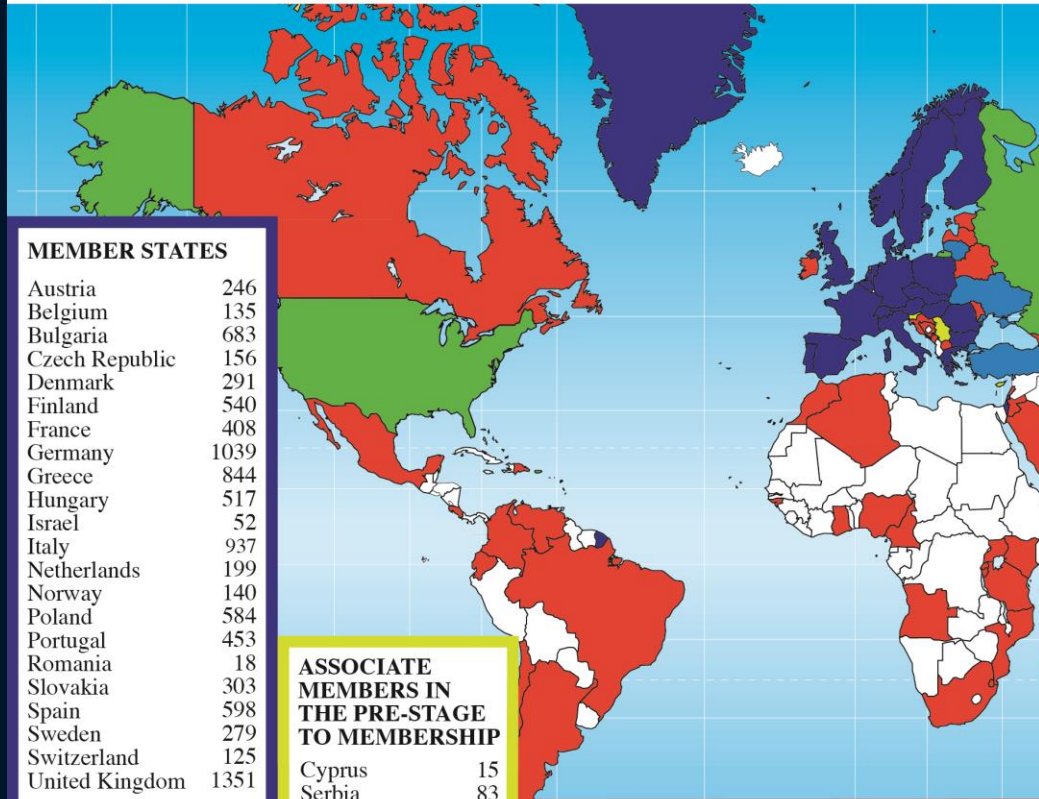 MEMBER STATES
Austria 246
Belgium 135
Bulgaria 683
Czech Republic 156
Denmark 291
Finland 540
France 408
Germany 1039
Greece 844
Hungary 517
Israel 52
Italy 937
Netherlands 199
Norway 140
Poland 584
Portugal 453
Romania 18
Slovakia 303
Spain 598
Sweden 279
Switzerland 125
United Kingdom 1351
ASSOCIATE
MEMBERS IN
THE PRE-STAGE
TO MEMBERSHIP
Cyprus 15
Serbia 83